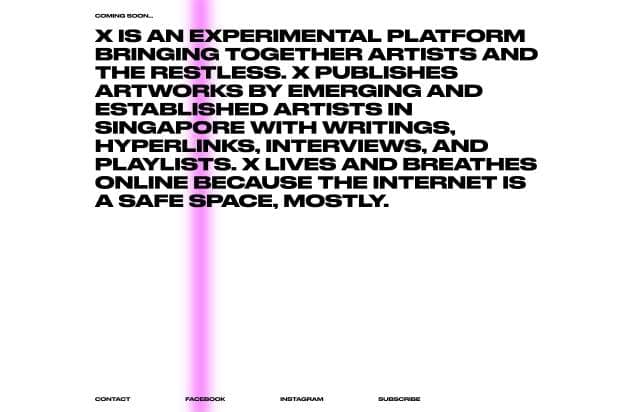 COMING SOON...
X IS AN EXPERIMENTAL PLATFORM
BRINGING TOGETHER ARTISTS AND
THE RESTLESS. X PUBLISHES
ARTWORKS BY EMERGING AND
ESTABLISHED ARTISTS IN
SINGAPORE WITH WRITINGS,
HYPERLINKS, INTERVIEWS, AND
PLAYLISTS. X LIVES AND BREATHES
ONLINE BECAUSE THE INTERNET IS
A SAFE SPACE, MOSTLY.
CONTACT FACEBOOK INSTAGRAM SUBSCRIBE